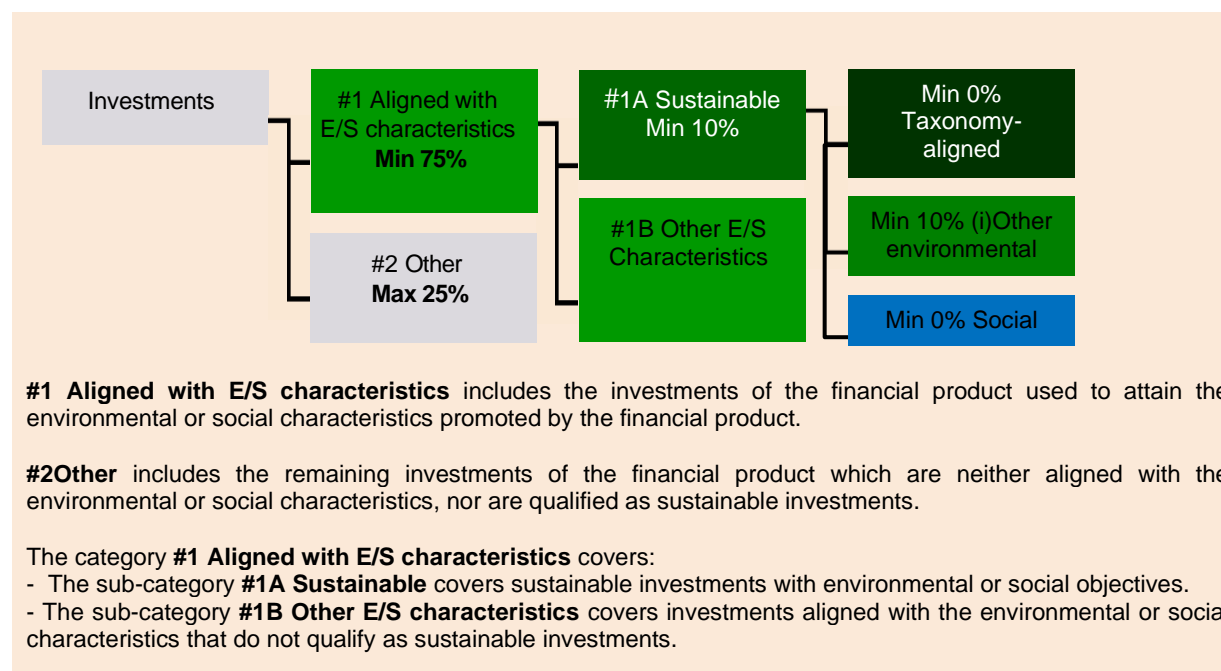 Investments
#1 Aligned with
E/S characteristics
Min 75%
#2 Other
Max 25%
#1A Sustainable
Min 10%
#1B Other E/S
Characteristics
Min 0%
Taxonomy-
aligned
Min 10% (i)Other
environmental
Min 0% Social
#1 Aligned with E/S characteristics includes the investments of the financial product used to attain the
environmental or social characteristics promoted by the financial product.
#2Other includes the remaining investments of the financial product which are neither aligned with the
environmental or social characteristics, nor are qualified as sustainable investments.
The category #1 Aligned with E/S characteristics covers:
- The sub-category #1A Sustainable covers sustainable investments with environmental or social objectives.
- The sub-category #1B Other E/S characteristics covers investments aligned with the environmental or social
characteristics that do not qualify as sustainable investments.